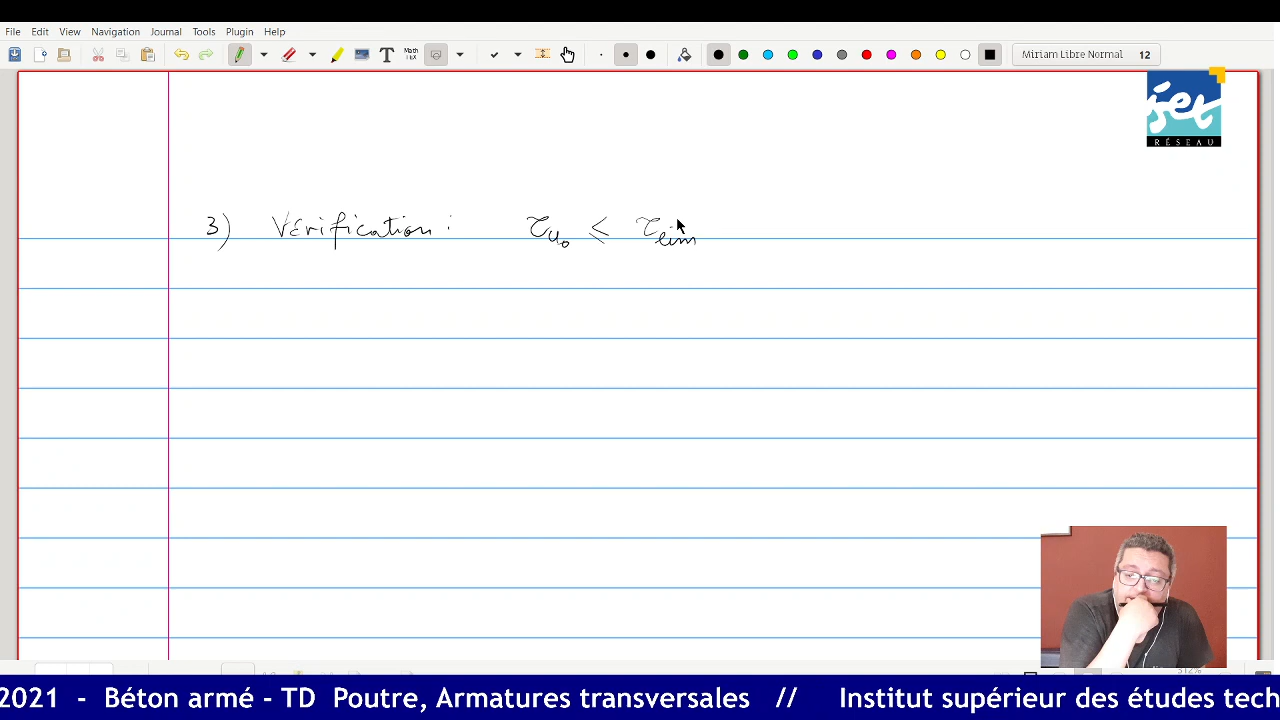 File Edit View Navigation Journal Tools Plugin Help
Miriam Libre Normal 12
iset
RÉSEAU
3) Vérification : τu₀ ≤ τlim
2021 - Béton armé - TD Poutre, Armatures transversales // Institut supérieur des études tech